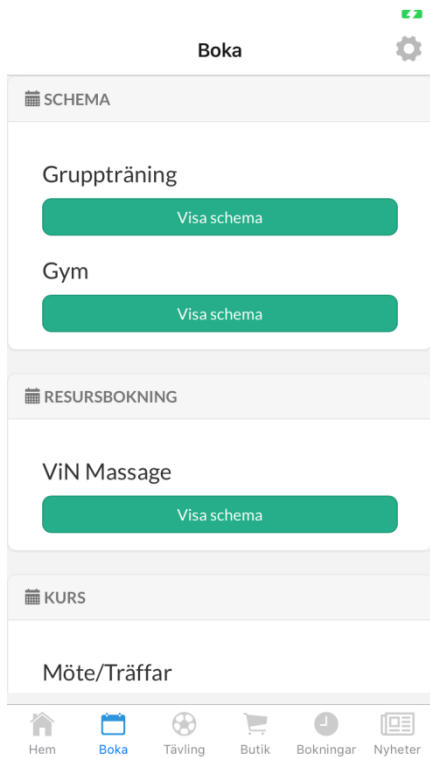 Boka
SCHEMA
Gruppträning
Visa schema
Gym
Visa schema
RESURSBOKNING
ViN Massage
Visa schema
KURS
Möte/Träffar
Hem Boka Tävling Butik Bokningar Nyheter